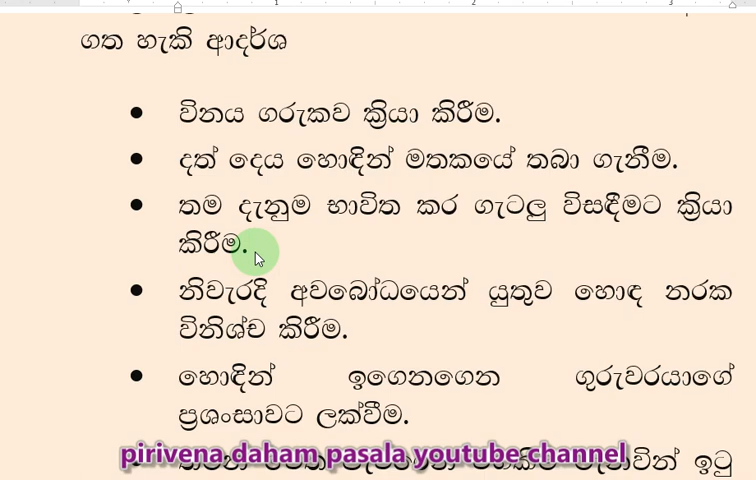 ගත හැකි ආදර්ශ
● විනය ගරුකව ක්‍රියා කිරීම.
● දත් දෙය හොඳින් මතකයේ තබා ගැනීම.
● තම දැනුම භාවිත කර ගැටලු විසඳීමට ක්‍රියා
කිරීම.
● නිවැරදි අවබෝධයෙන් යුතුව හොඳ නරක
විනිශ්ච කිරීම.
● හොඳින් ඉගෙනගෙන ගුරුවරයාගේ
ප්‍රශංසාවට ලක්වීම.
ඉටු
pirivena daham pasala youtube channel